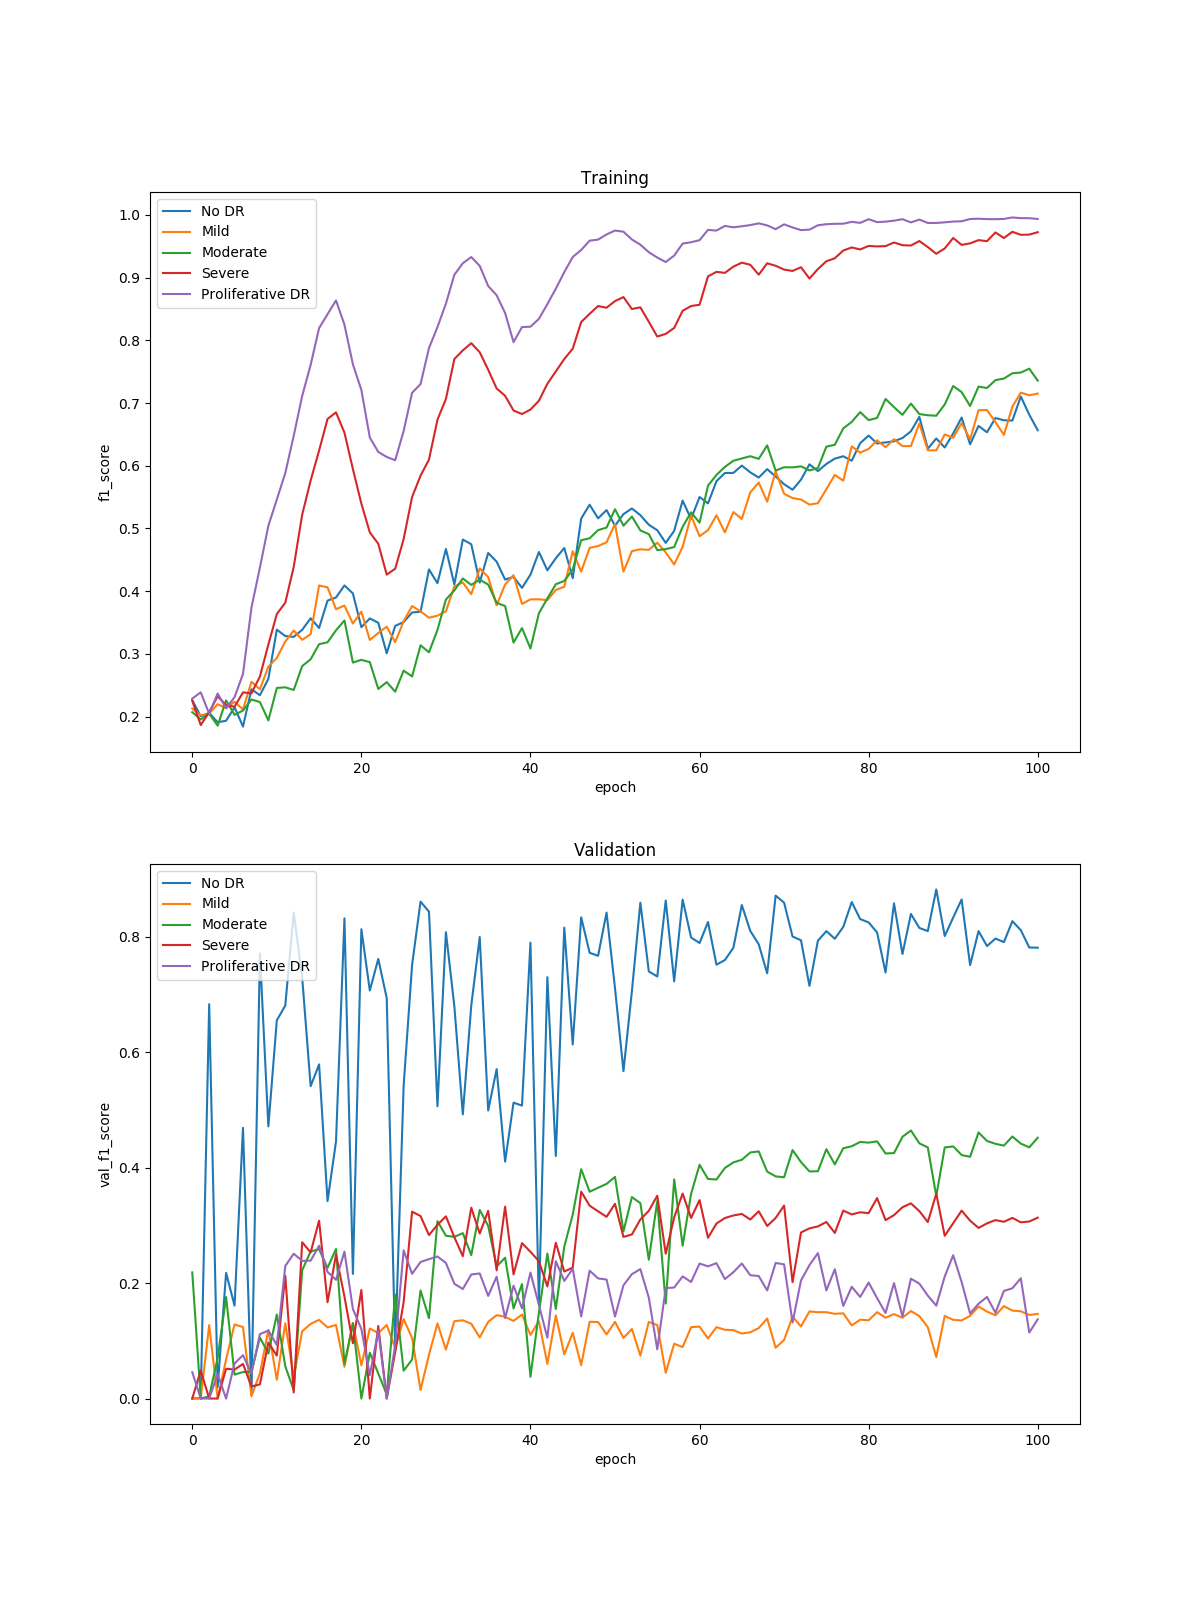 Training
No DR
Mild
Moderate
Severe
Proliferative DR
1.0
0.9
0.8
0.7
0.6
0.5
0.4
0.3
0.2
f1_score
0 20 40 60 80 100
epoch
Validation
No DR
Mild
Moderate
Severe
Proliferative DR
0.8
0.6
0.4
0.2
0.0
val_f1_score
0 20 40 60 80 100
epoch